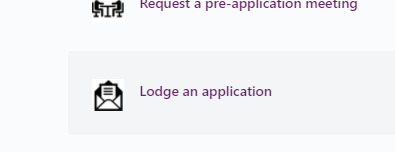 Request a pre-application meeting
Lodge an application